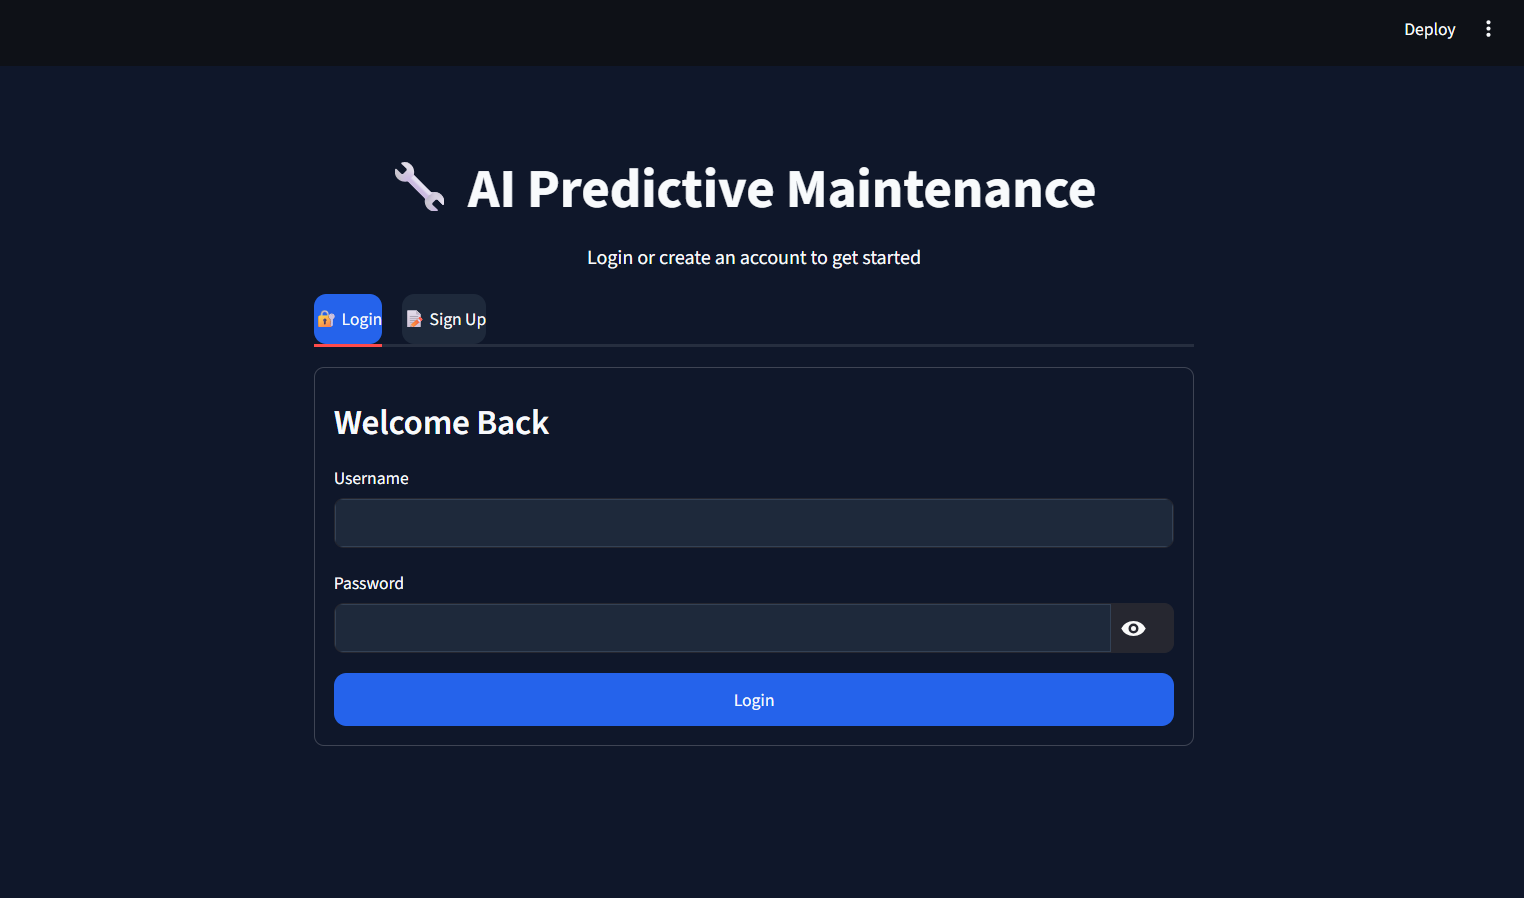 Deploy
AI Predictive Maintenance
Login or create an account to get started
Login
Sign Up
Welcome Back
Username
Password
Login